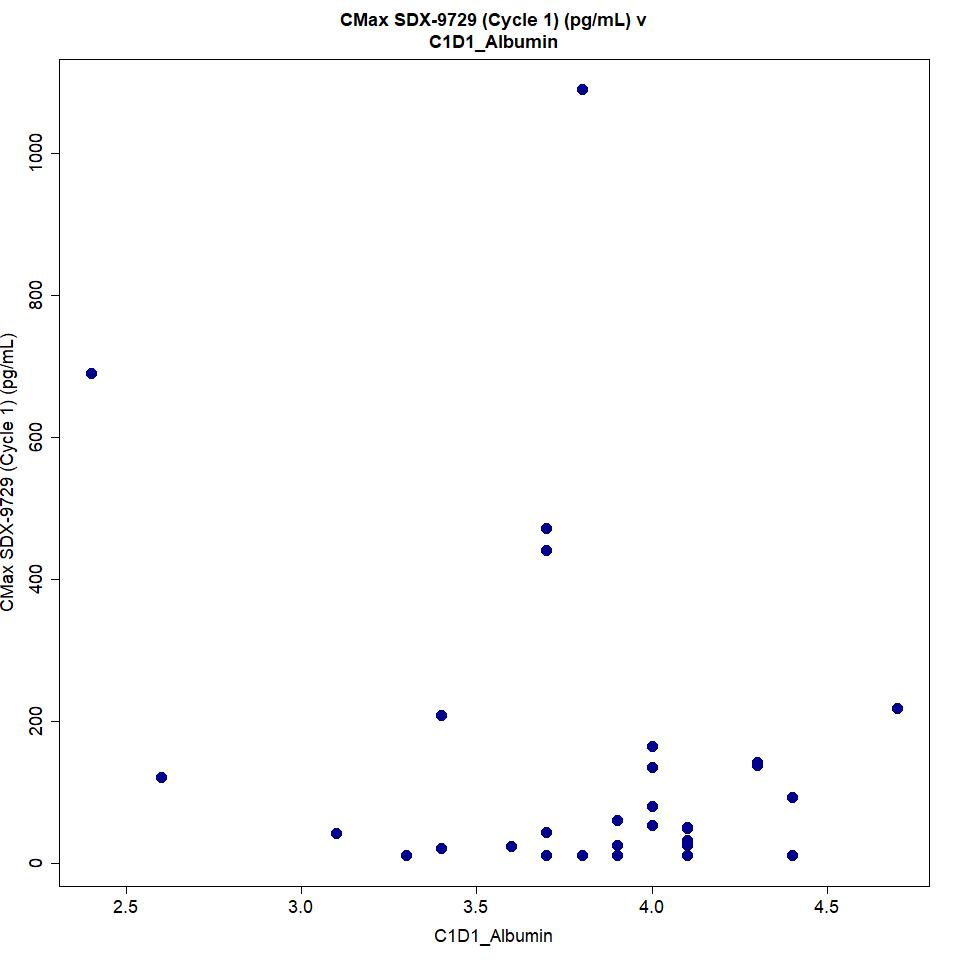 CMax SDX-9729 (Cycle 1) (pg/mL) v
C1D1_Albumin
1000
800
600
400
200
0
CMax SDX-9729 (Cycle 1) (pg/mL)
2.5 3.0 3.5 4.0 4.5
C1D1_Albumin